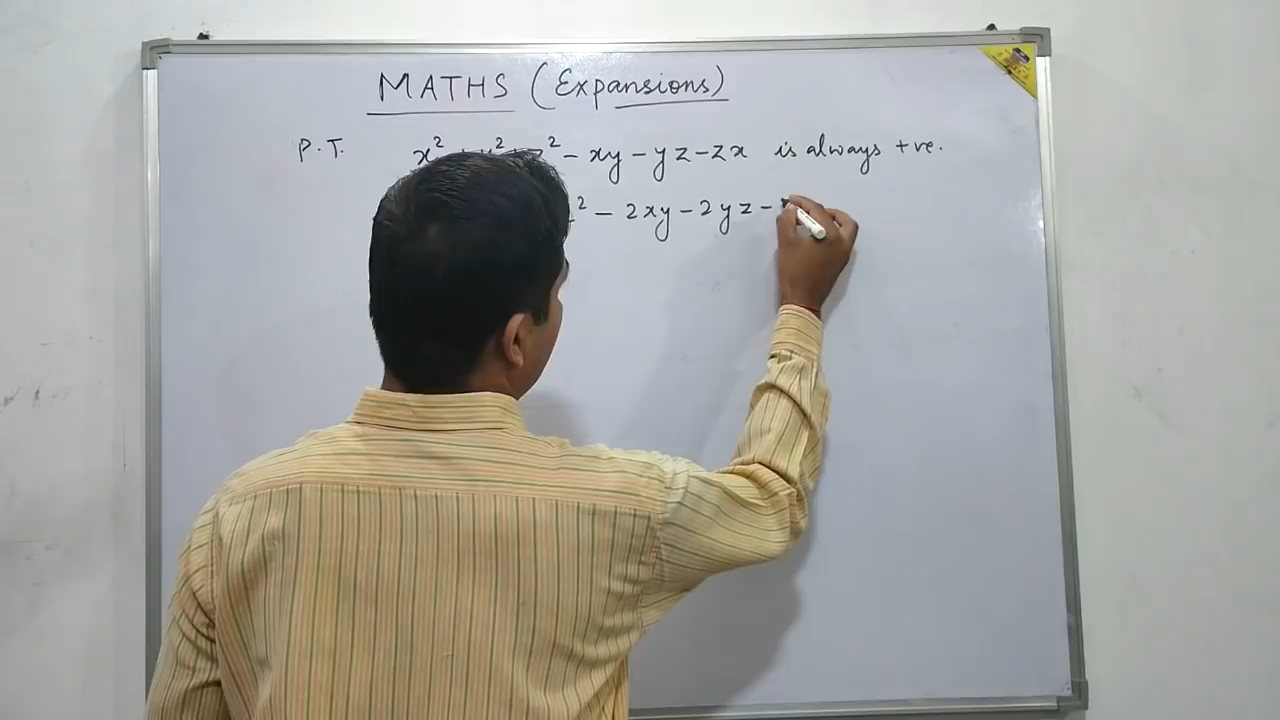 MATHS (Expansions)
P.T. x² + y² + z² - xy - yz - zx is always +ve.
² - 2xy - 2yz -